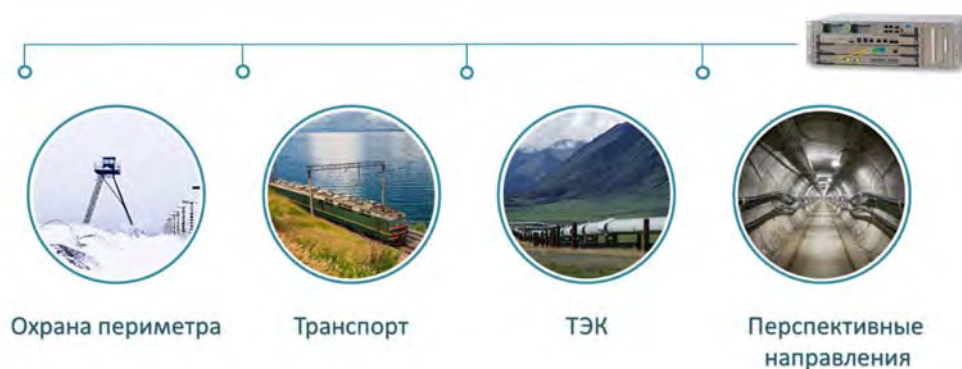 Охрана периметра
Транспорт
ТЭК
Перспективные
направления